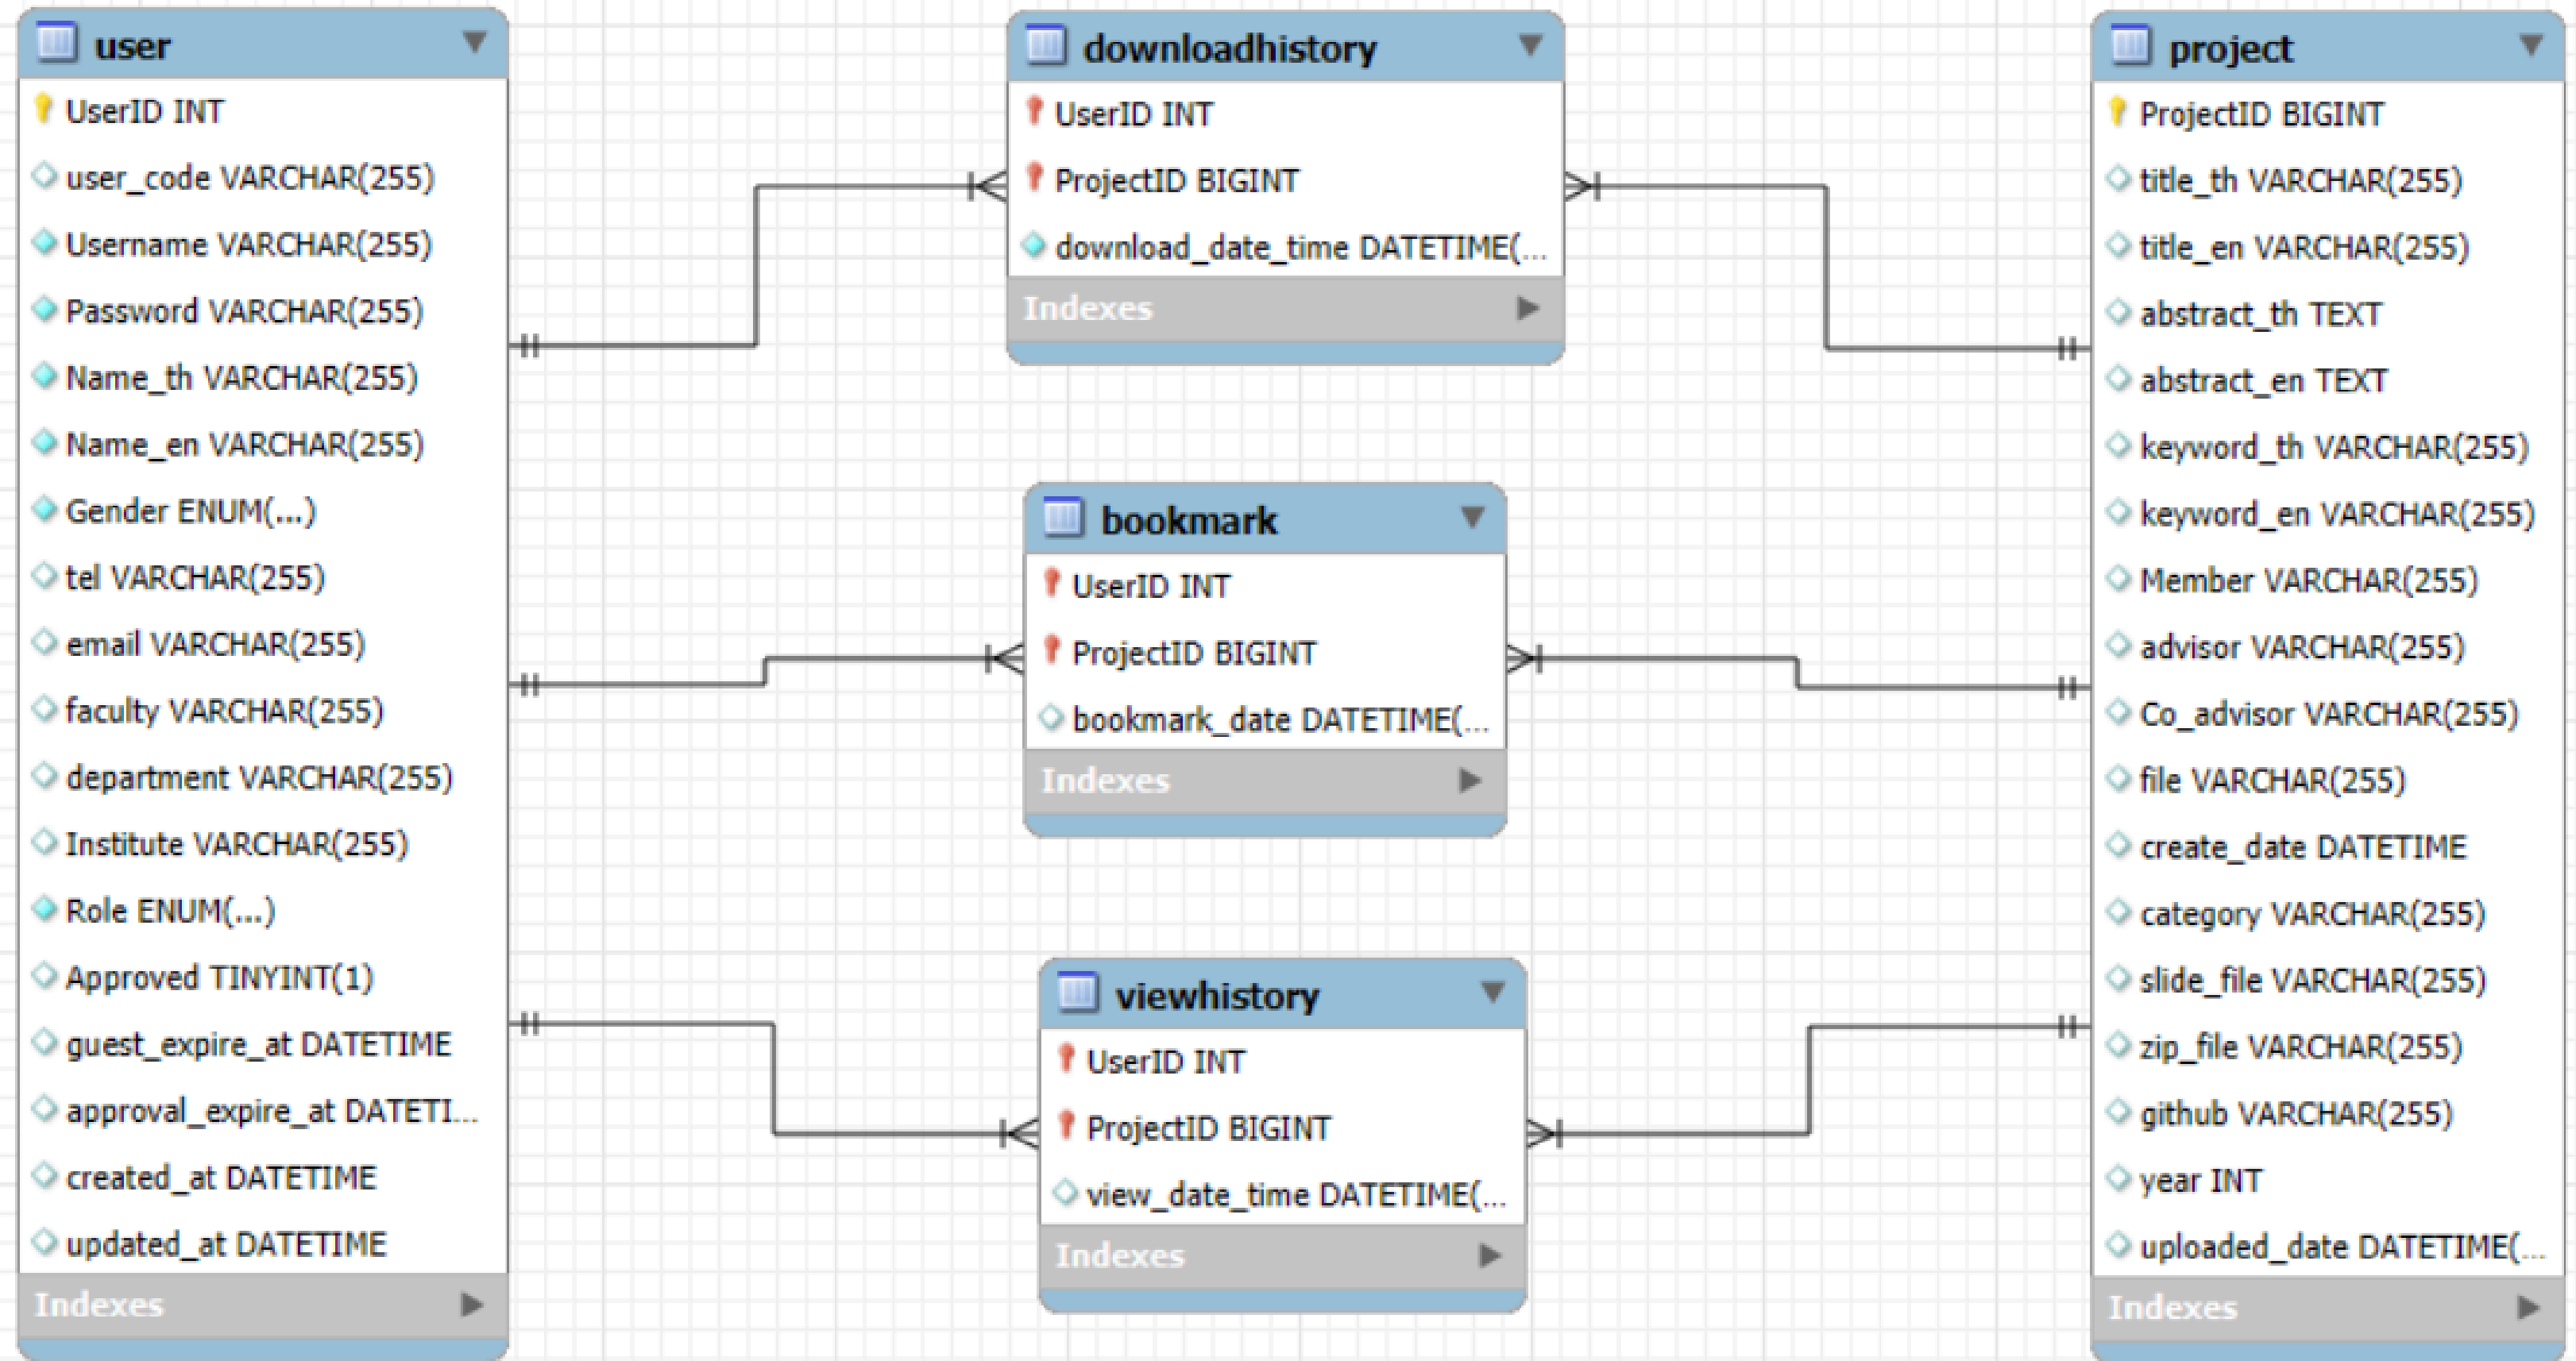 user
UserID INT
user_code VARCHAR(255)
Username VARCHAR(255)
Password VARCHAR(255)
Name_th VARCHAR(255)
Name_en VARCHAR(255)
Gender ENUM(...)
tel VARCHAR(255)
email VARCHAR(255)
faculty VARCHAR(255)
department VARCHAR(255)
Institute VARCHAR(255)
Role ENUM(...)
Approved TINYINT(1)
guest_expire_at DATETIME
approval_expire_at DATETI...
created_at DATETIME
updated_at DATETIME
Indexes
downloadhistory
UserID INT
ProjectID BIGINT
download_date_time DATETIME(...
Indexes
bookmark
UserID INT
ProjectID BIGINT
bookmark_date DATETIME(...
Indexes
viewhistory
UserID INT
ProjectID BIGINT
view_date_time DATETIME(...
Indexes
project
ProjectID BIGINT
title_th VARCHAR(255)
title_en VARCHAR(255)
abstract_th TEXT
abstract_en TEXT
keyword_th VARCHAR(255)
keyword_en VARCHAR(255)
Member VARCHAR(255)
advisor VARCHAR(255)
Co_advisor VARCHAR(255)
file VARCHAR(255)
create_date DATETIME
category VARCHAR(255)
slide_file VARCHAR(255)
zip_file VARCHAR(255)
github VARCHAR(255)
year INT
uploaded_date DATETIME(...
Indexes